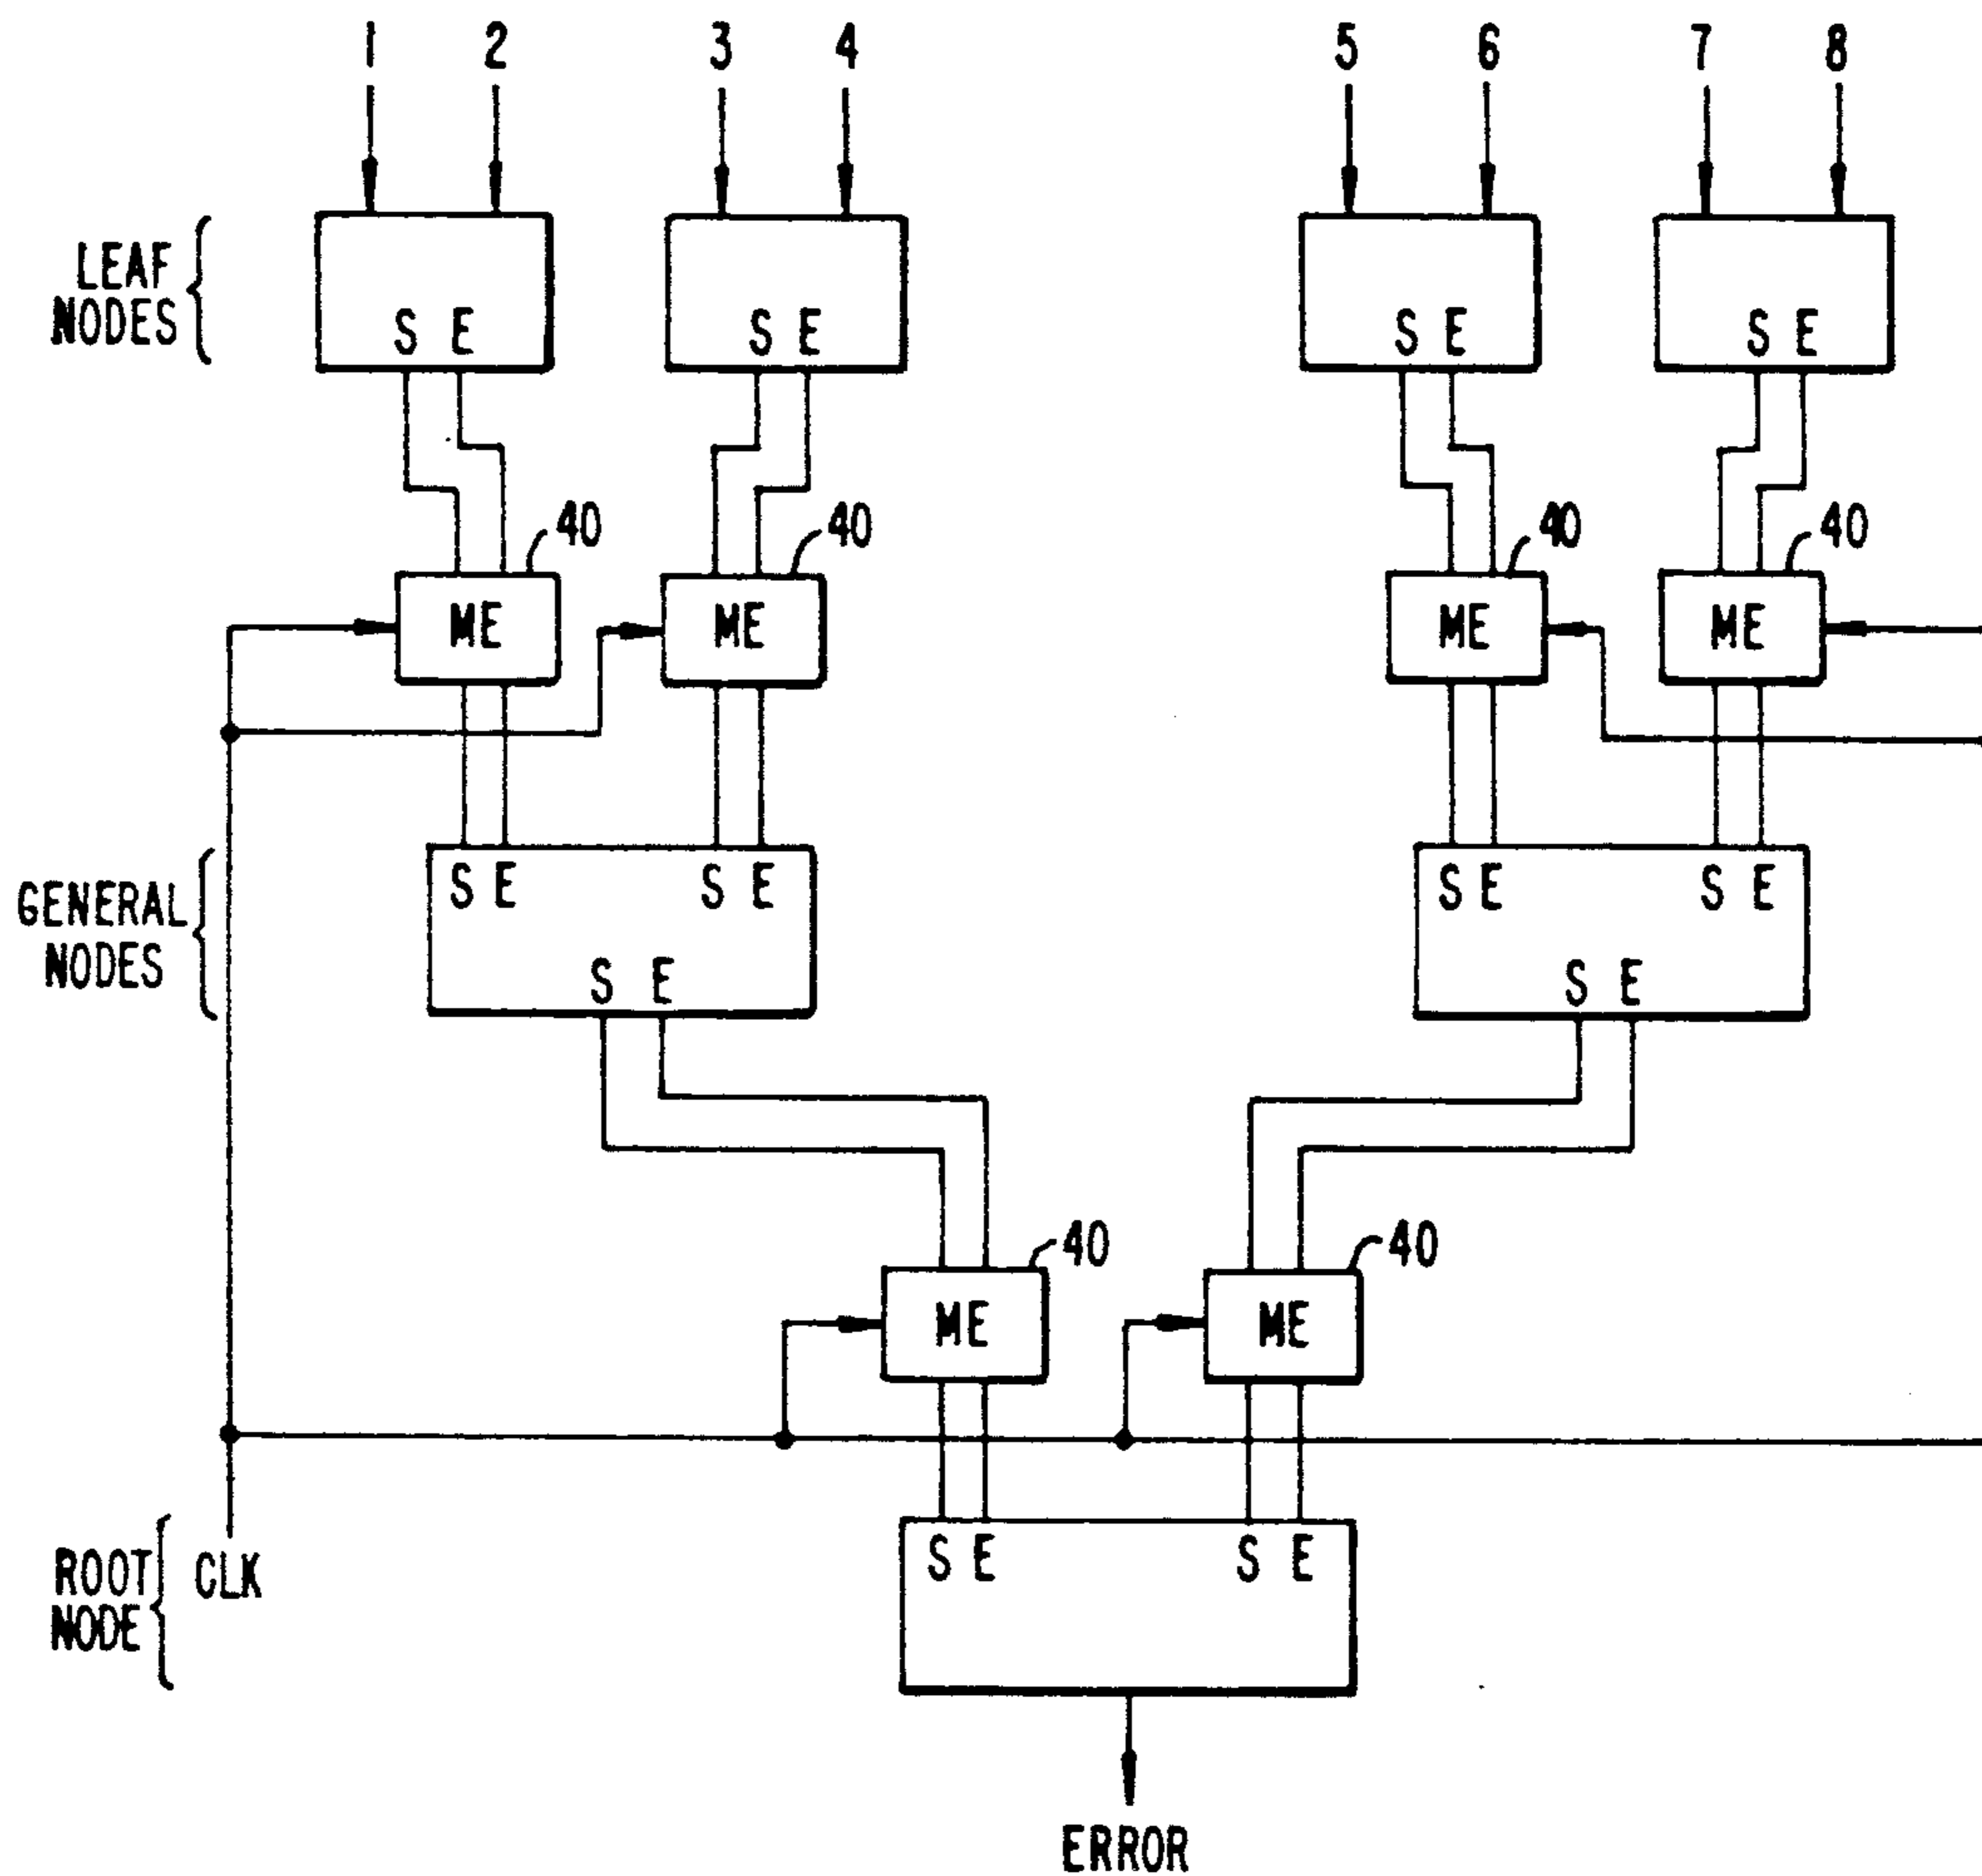 1 2 3 4 5 6 7 8
LEAF
NODES
S E S E S E S E
40 40 40 40
ME ME ME ME
GENERAL
NODES
S E S E S E S E
S E S E
40 40
ME ME
ROOT
NODE
CLK
S E S E
ERROR